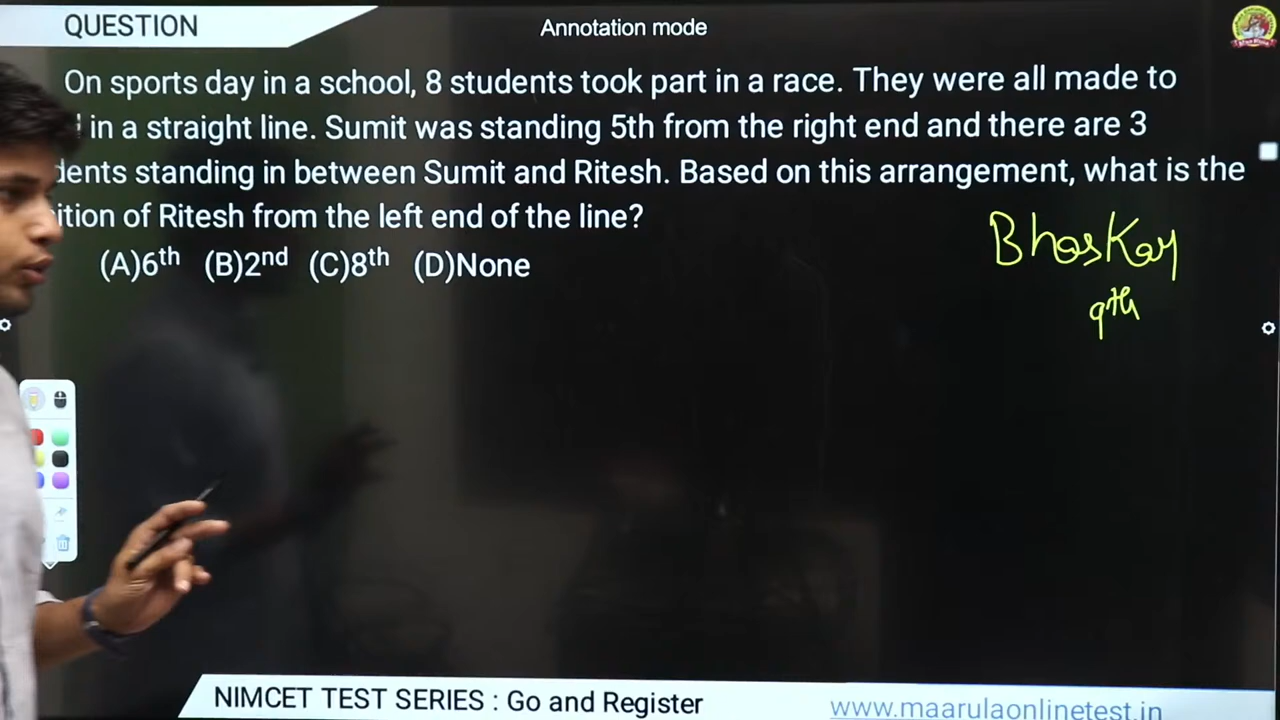 QUESTION
Annotation mode
On sports day in a school, 8 students took part in a race. They were all made to
in a straight line. Sumit was standing 5th from the right end and there are 3
dents standing in between Sumit and Ritesh. Based on this arrangement, what is the
ition of Ritesh from the left end of the line?
(A)6th (B)2nd (C)8th (D)None
Bhaskar
9th
NIMCET TEST SERIES : Go and Register
www.maarulaonlinetest.in